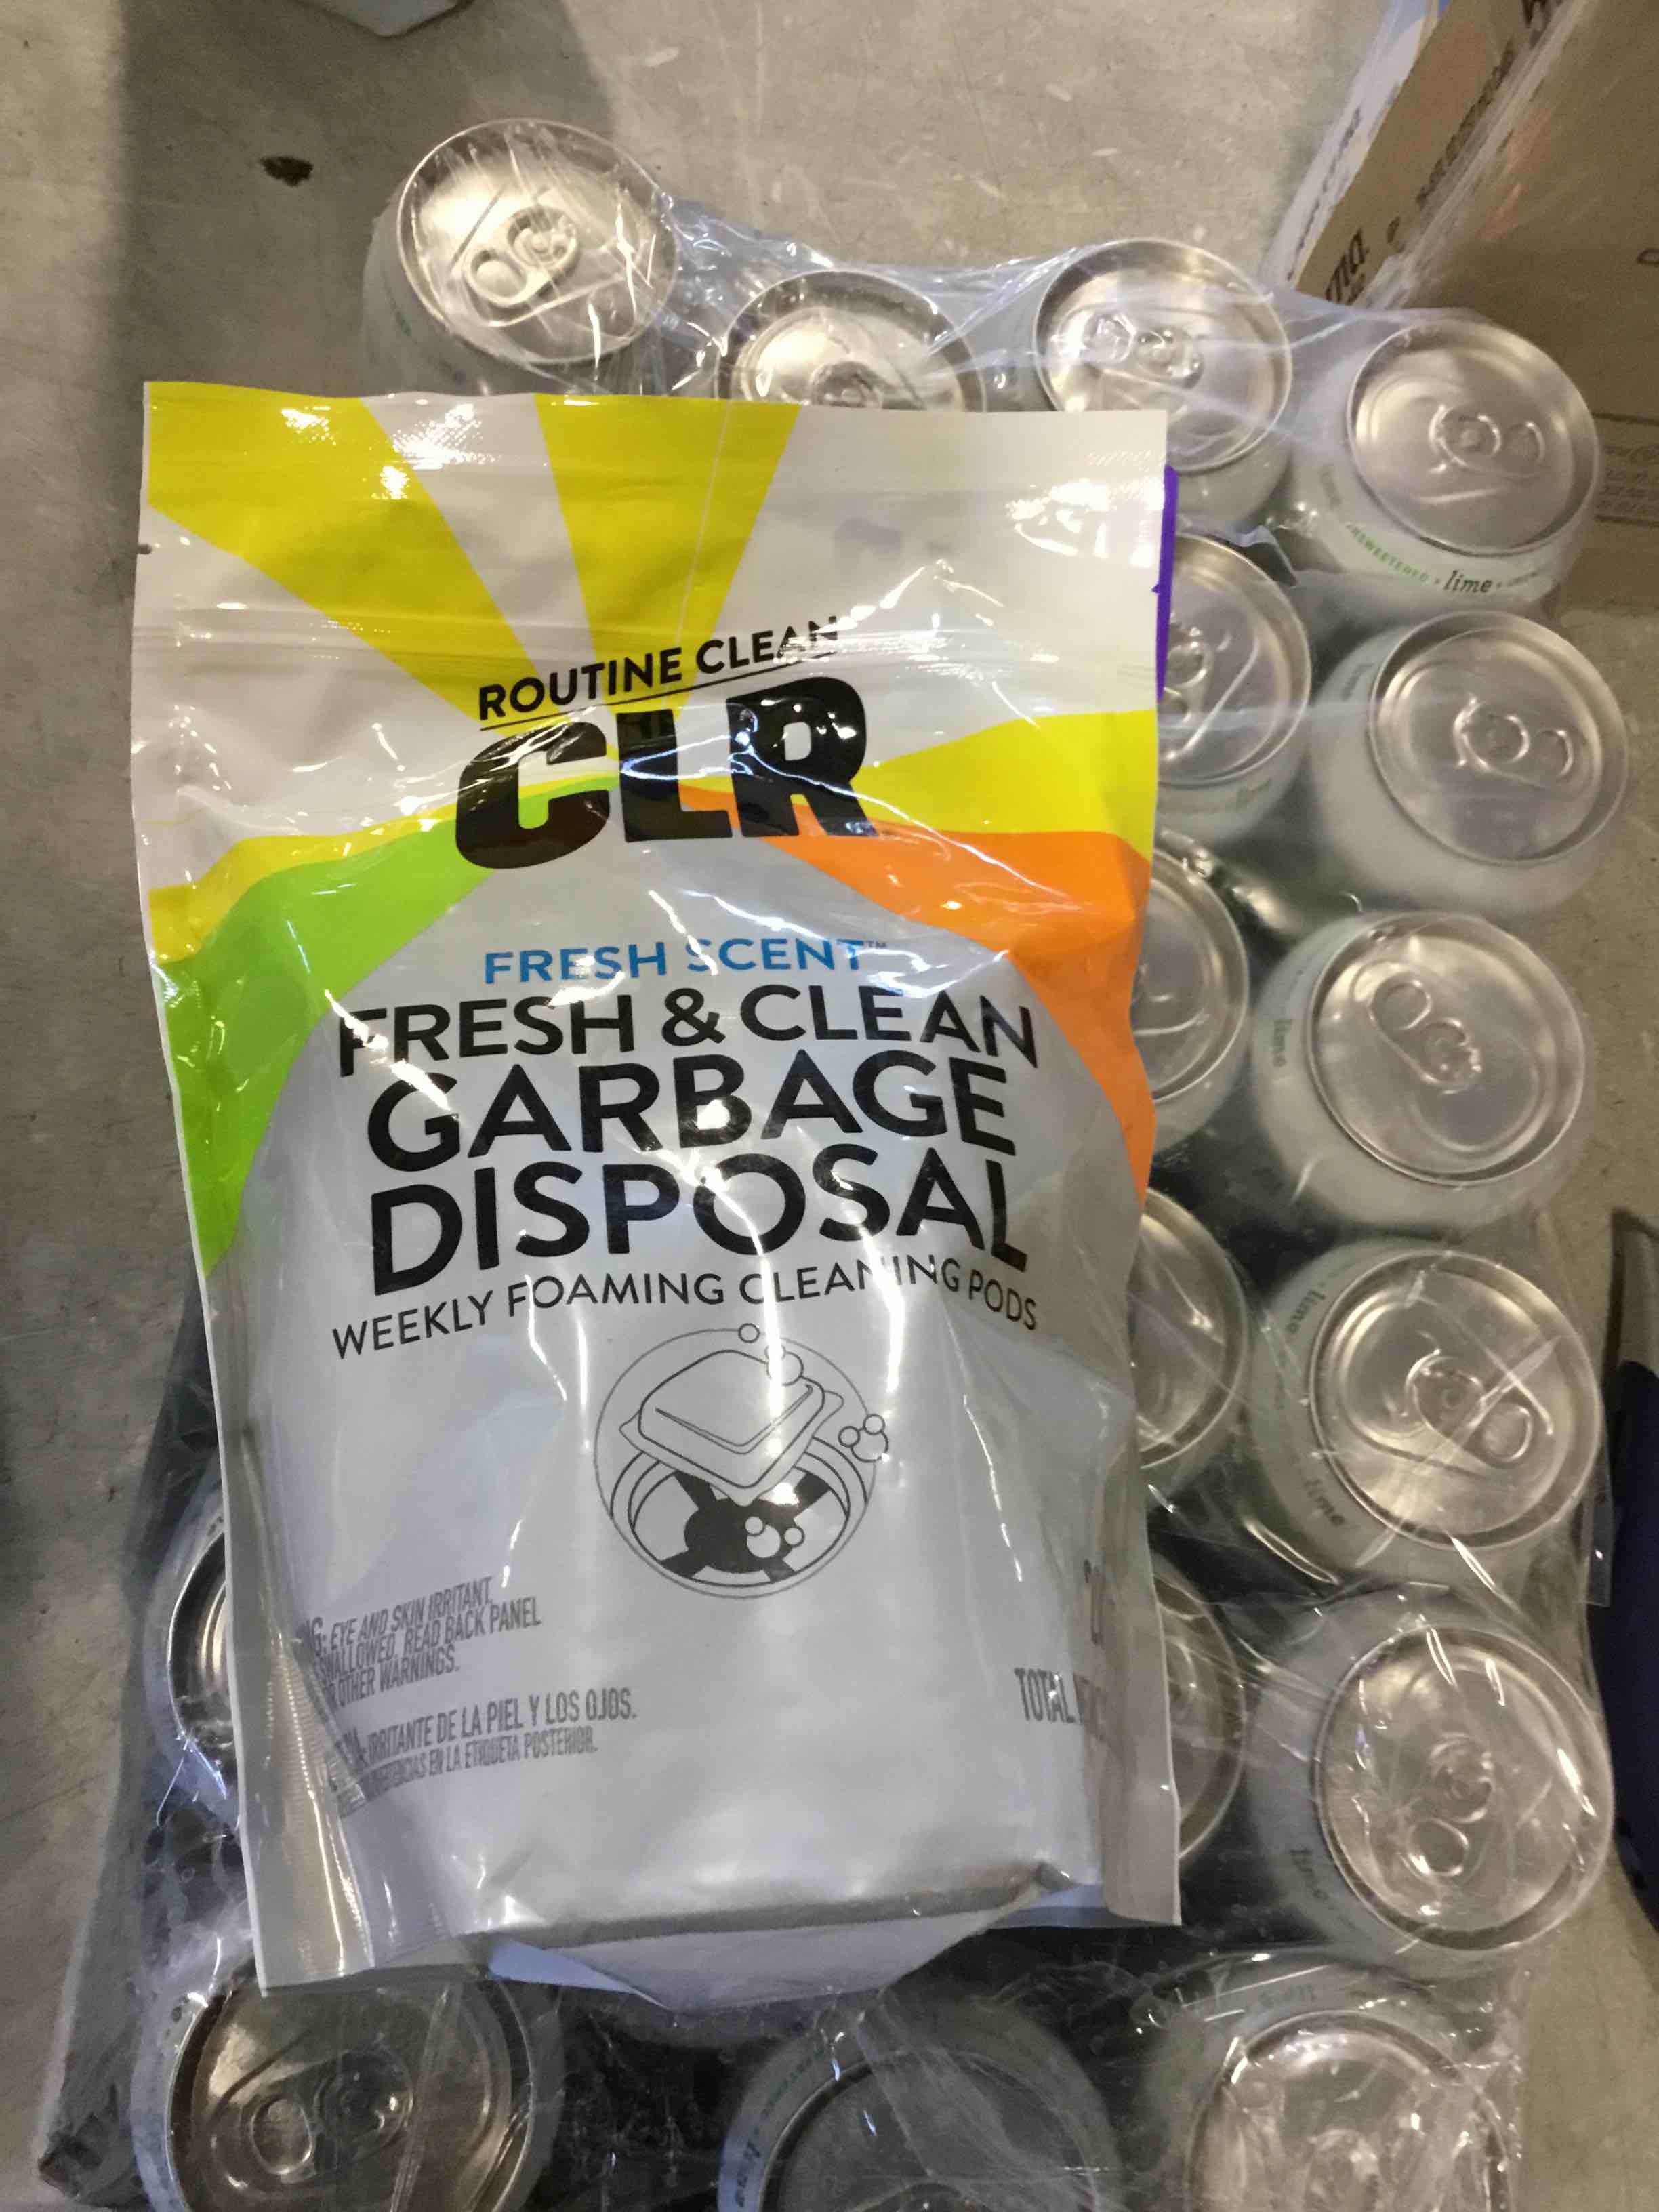 ROUTINE CLEAN
CLR
FRESH SCENT™
FRESH & CLEAN
GARBAGE
DISPOSAL
WEEKLY FOAMING CLEANING PODS
EYE AND SKIN IRRITANT,
SWALLOWED. READ BACK PANEL
OTHER WARNINGS.
IRRITANTE DE LA PIEL Y LOS OJOS.
EN LA ETIQUETA POSTERIOR.
TOTAL
lime
lime
lime
lime
lime